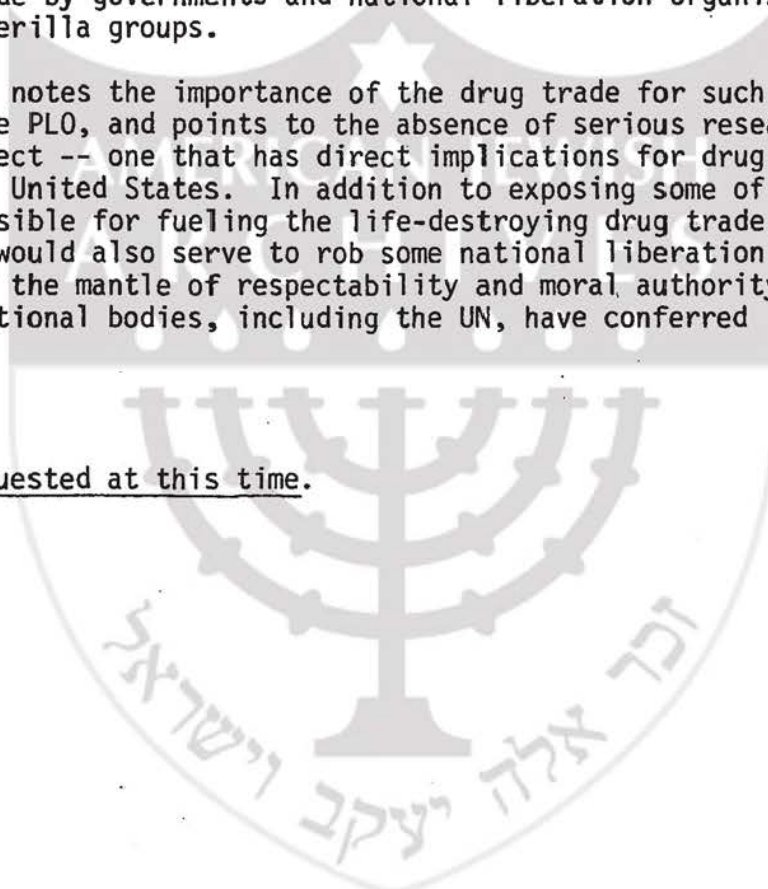 by governments and national liberation
erilla groups.
notes the importance of the drug trade for such
e PLO, and points to the absence of serious rese
ect -- one that has direct implications for drug
United States. In addition to exposing some of
sible for fueling the life-destroying drug trade
would also serve to rob some national liberation
the mantle of respectability and moral authority
tional bodies, including the UN, have conferred
uested at this time.
AMERICAN JEWISH
ARCHIVES
זכר אלה יעקב וישראל